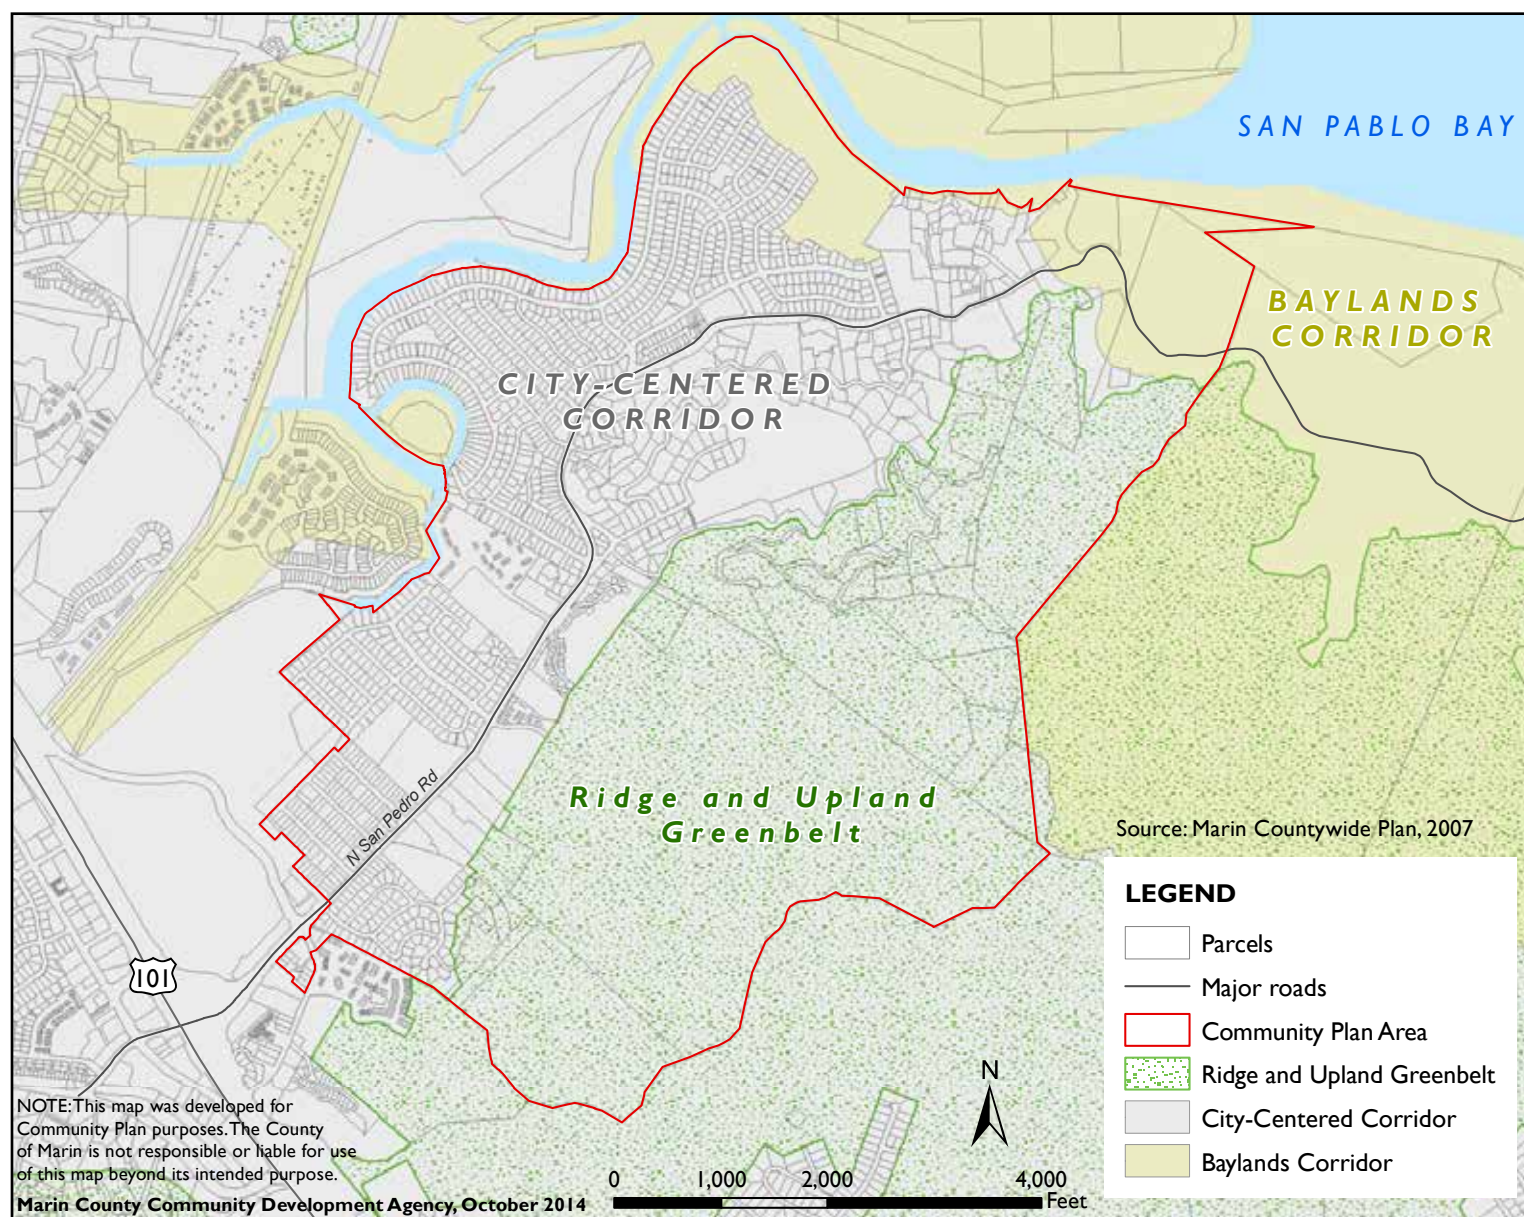 SAN PABLO BAY
BAYLANDS
CORRIDOR
CITY-CENTERED
CORRIDOR
Ridge and Upland
Greenbelt
N San Pedro Rd
101
Source: Marin Countywide Plan, 2007
LEGEND
Parcels
Major roads
Community Plan Area
Ridge and Upland Greenbelt
City-Centered Corridor
Baylands Corridor
N
0 1,000 2,000 4,000
Feet
NOTE: This map was developed for
Community Plan purposes. The County
of Marin is not responsible or liable for use
of this map beyond its intended purpose.
Marin County Community Development Agency, October 2014